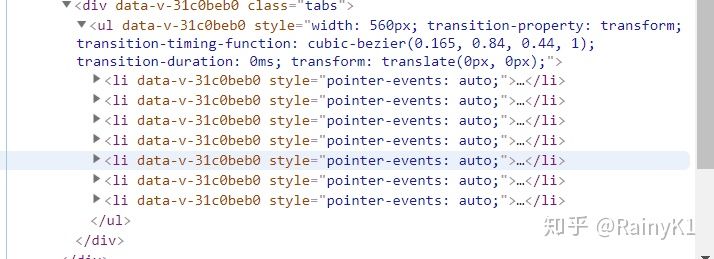 ▼<div data-v-31c0beb0 class="tabs">
▼<ul data-v-31c0beb0 style="width: 560px; transition-property: transform;
transition-timing-function: cubic-bezier(0.165, 0.84, 0.44, 1);
transition-duration: 0ms; transform: translate(0px, 0px);">
▶<li data-v-31c0beb0 style="pointer-events: auto;">…</li>
▶<li data-v-31c0beb0 style="pointer-events: auto;">…</li>
▶<li data-v-31c0beb0 style="pointer-events: auto;">…</li>
▶<li data-v-31c0beb0 style="pointer-events: auto;">…</li>
▶<li data-v-31c0beb0 style="pointer-events: auto;">…</li>
▶<li data-v-31c0beb0 style="pointer-events: auto;">…</li>
▶<li data-v-31c0beb0 style="pointer-events: auto;">…</li>
</ul>
</div>
</div>
知乎 @RainyK1